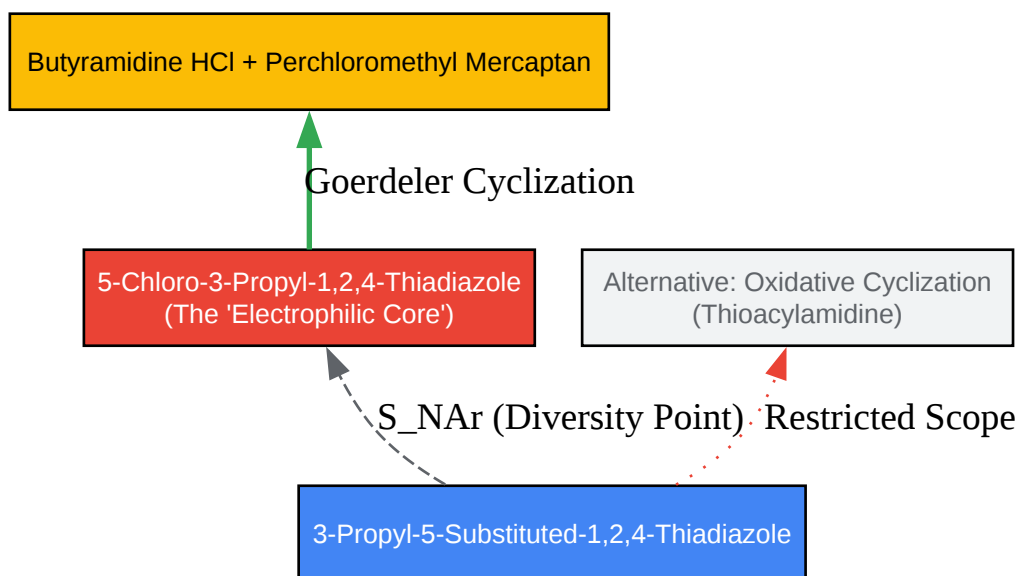 Butyramidine HCl + Perchloromethyl Mercaptan
Goerdeler Cyclization
5-Chloro-3-Propyl-1,2,4-Thiadiazole
(The 'Electrophilic Core')
Alternative: Oxidative Cyclization
(Thioacylamidine)
S_NAr (Diversity Point)
Restricted Scope
3-Propyl-5-Substituted-1,2,4-Thiadiazole